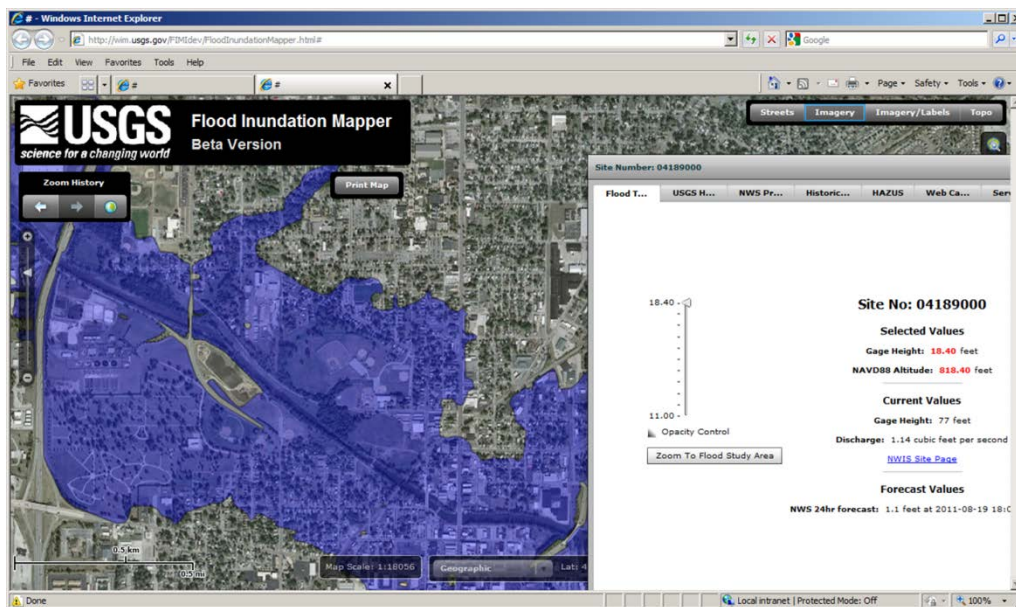 # - Windows Internet Explorer
http://wim.usgs.gov/FIMIdev/FloodInundationMapper.html#
Google
File Edit View Favorites Tools Help
Favorites # # Page Safety Tools
USGS
science for a changing world
Flood Inundation Mapper
Beta Version
Streets Imagery Imagery/Labels Topo
Zoom History
Print Map
Site Number: 04189000
Flood T... USGS H... NWS Pr... Historic... HAZUS Web Ca... Ser
18.40
11.00
Opacity Control
Zoom To Flood Study Area
Site No: 04189000
Selected Values
Gage Height: 18.40 feet
NAVD88 Altitude: 818.40 feet
Current Values
Gage Height: 77 feet
Discharge: 1.14 cubic feet per second
NWIS Site Page
Forecast Values
NWS 24hr forecast: 1.1 feet at 2011-08-19 18:0
0.5 km
0.5 mi
Map Scale: 1:18056
Geographic
Lat: 4
Done
Local intranet | Protected Mode: Off
100%